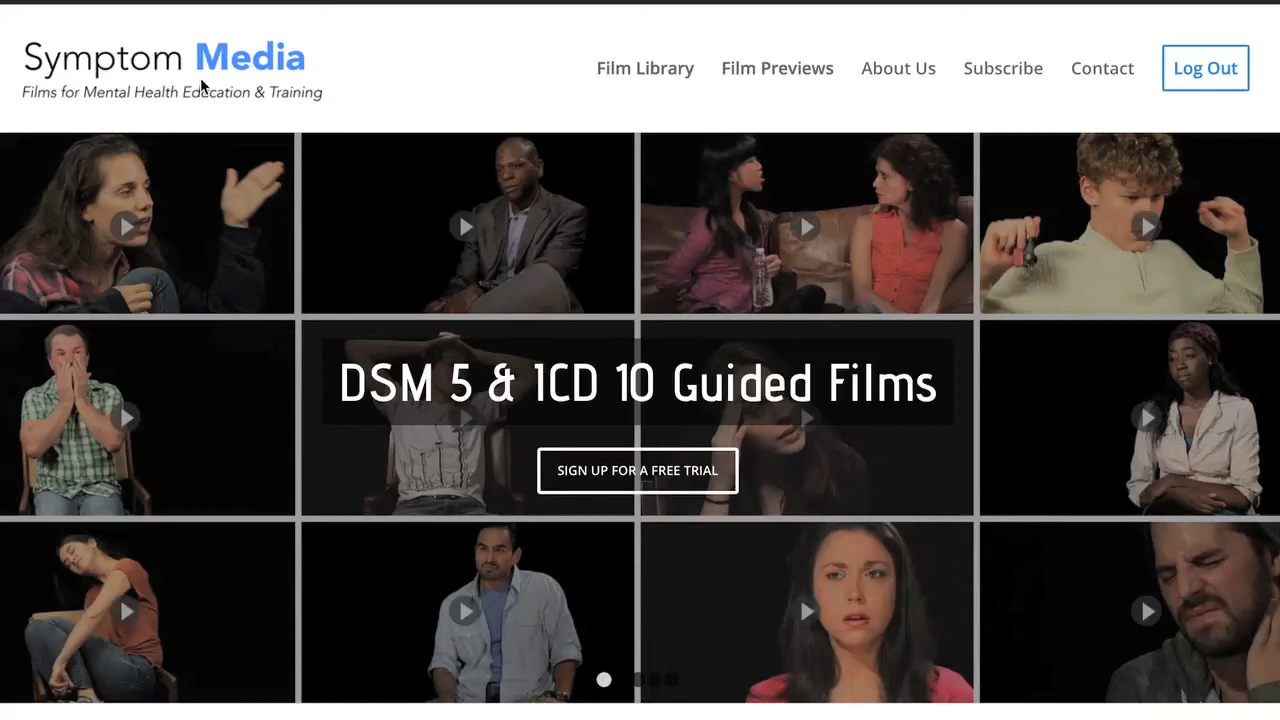 Symptom Media
Films for Mental Health Education & Training
Film Library
Film Previews
About Us
Subscribe
Contact
Log Out
DSM 5 & ICD 10 Guided Films
SIGN UP FOR A FREE TRIAL